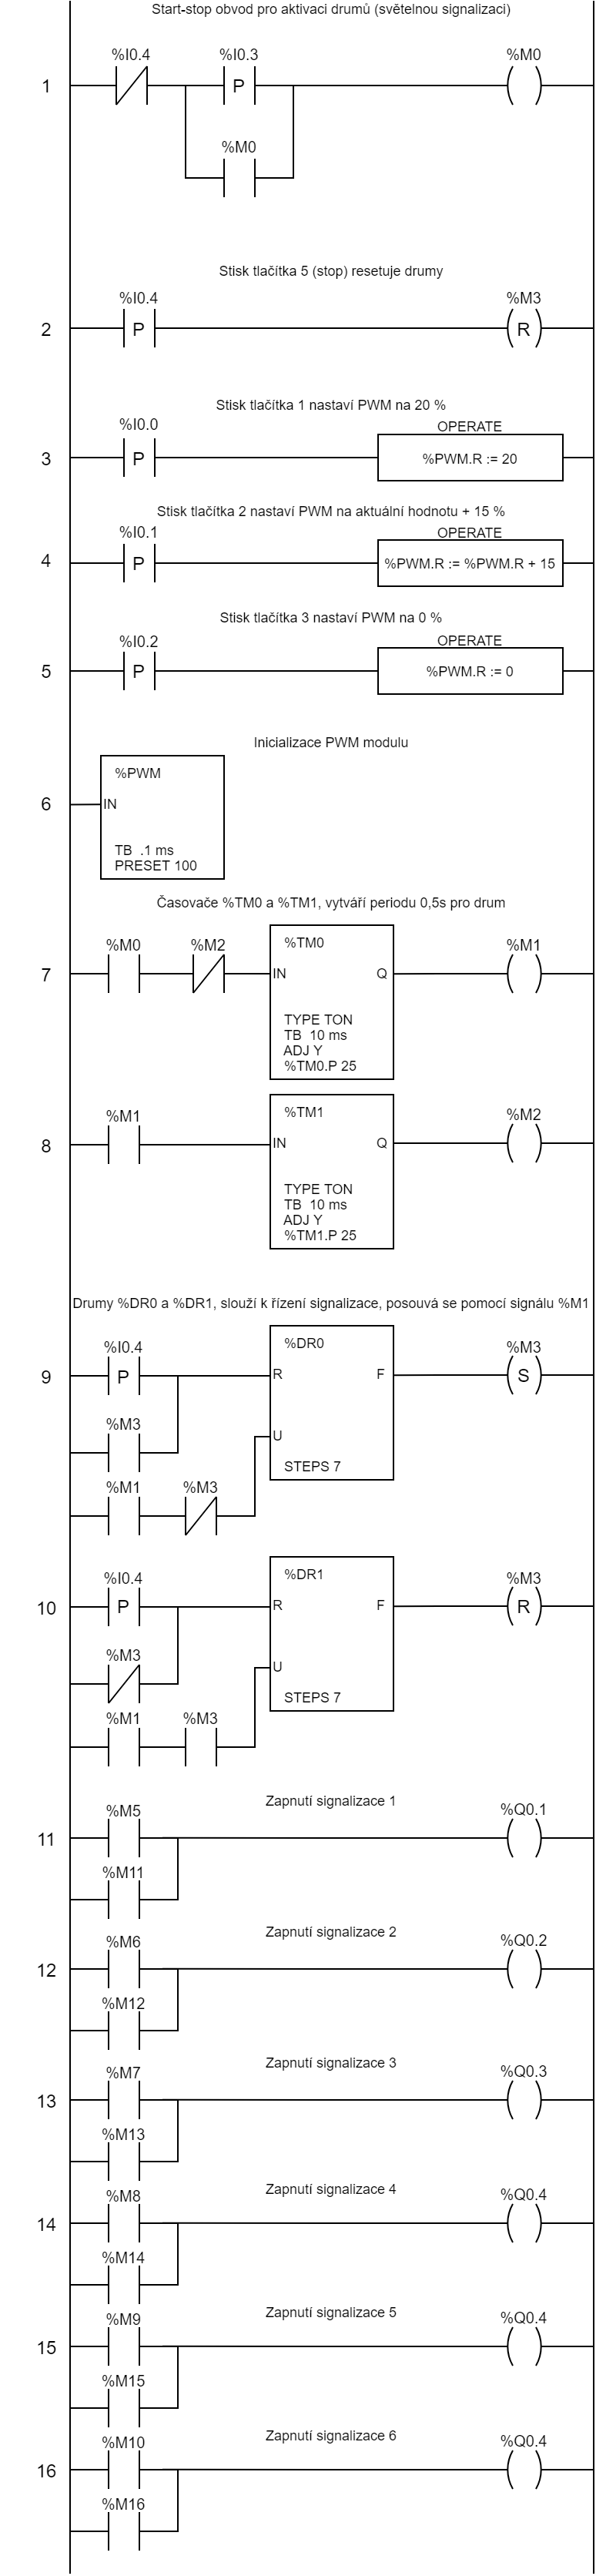 Start-stop obvod pro aktivaci drumů (světelnou signalizaci)
%I0.4 %I0.3 %M0
1 P
%M0
Stisk tlačítka 5 (stop) resetuje drumy
%I0.4 %M3
2 P R
Stisk tlačítka 1 nastaví PWM na 20 %
%I0.0 OPERATE
3 P %PWM.R := 20
Stisk tlačítka 2 nastaví PWM na aktuální hodnotu + 15 %
%I0.1 OPERATE
4 P %PWM.R := %PWM.R + 15
Stisk tlačítka 3 nastaví PWM na 0 %
%I0.2 OPERATE
5 P %PWM.R := 0
Inicializace PWM modulu
%PWM
6 IN
TB .1 ms
PRESET 100
Časovače %TM0 a %TM1, vytváří periodu 0,5s pro drum
%M0 %M2 %TM0 %M1
7 IN Q
TYPE TON
TB 10 ms
ADJ Y
%TM0.P 25
%M1 %TM1 %M2
8 IN Q
TYPE TON
TB 10 ms
ADJ Y
%TM1.P 25
Drumy %DR0 a %DR1, slouží k řízení signalizace, posouvá se pomocí signálu %M1
%I0.4 %DR0 %M3
9 P R F S
%M3 U
STEPS 7
%M1 %M3
%I0.4 %DR1 %M3
10 P R F R
%M3 U
STEPS 7
%M1 %M3
Zapnutí signalizace 1
%M5 %Q0.1
11
%M11
Zapnutí signalizace 2
%M6 %Q0.2
12
%M12
Zapnutí signalizace 3
%M7 %Q0.3
13
%M13
Zapnutí signalizace 4
%M8 %Q0.4
14
%M14
Zapnutí signalizace 5
%M9 %Q0.4
15
%M15
Zapnutí signalizace 6
%M10 %Q0.4
16
%M16